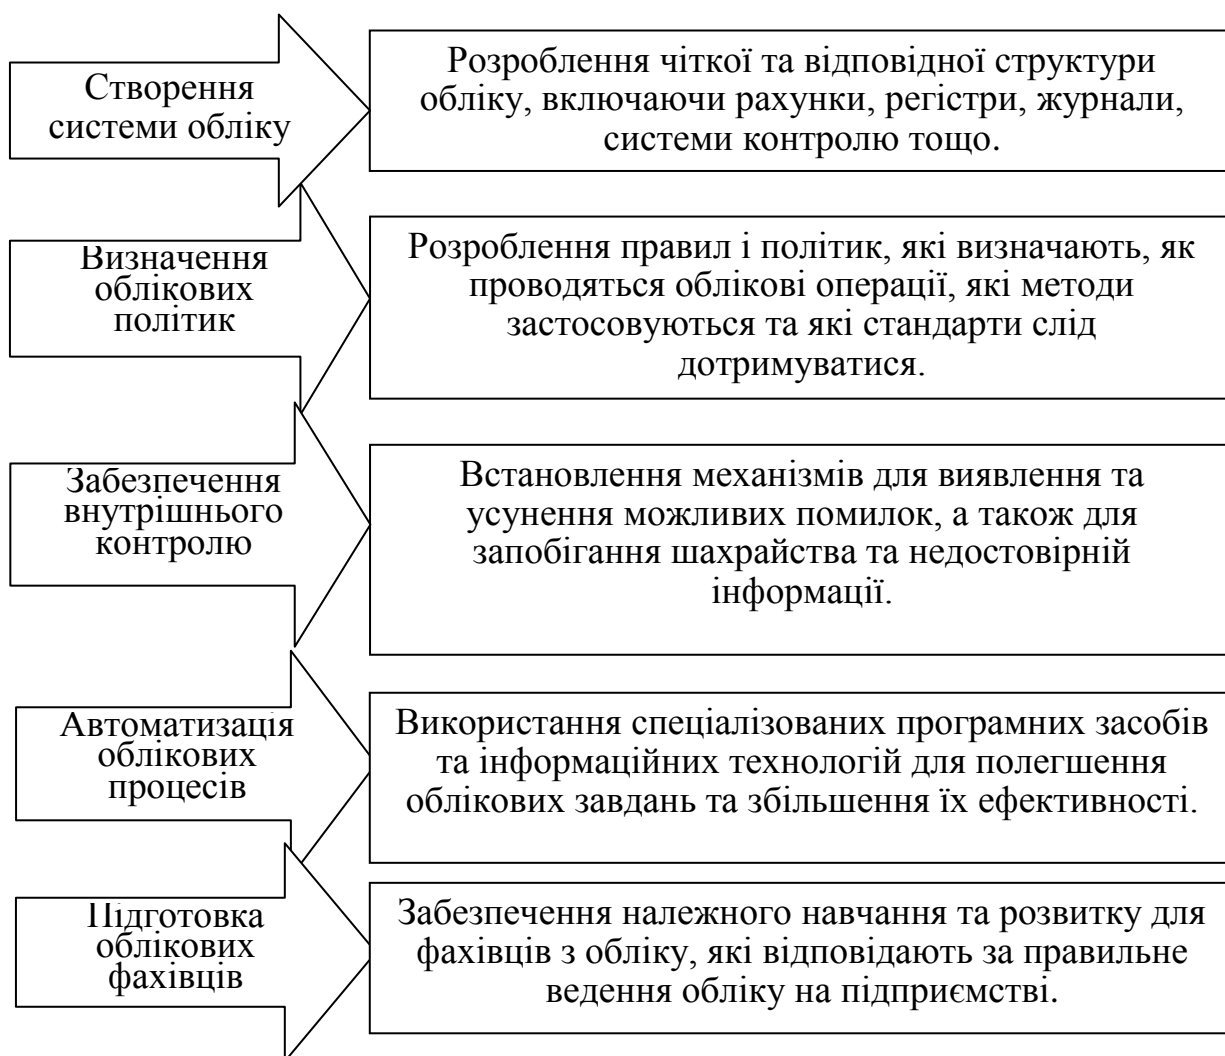 Створення
системи обліку
Розроблення чіткої та відповідної структури
обліку, включаючи рахунки, регістри, журнали,
системи контролю тощо.
Визначення
облікових
політик
Розроблення правил і політик, які визначають, як
проводяться облікові операції, які методи
застосовуються та які стандарти слід
дотримуватися.
Забезпечення
внутрішнього
контролю
Встановлення механізмів для виявлення та
усунення можливих помилок, а також для
запобігання шахрайства та недостовірній
інформації.
Автоматизація
облікових
процесів
Використання спеціалізованих програмних засобів
та інформаційних технологій для полегшення
облікових завдань та збільшення їх ефективності.
Підготовка
облікових
фахівців
Забезпечення належного навчання та розвитку для
фахівців з обліку, які відповідають за правильне
ведення обліку на підприємстві.